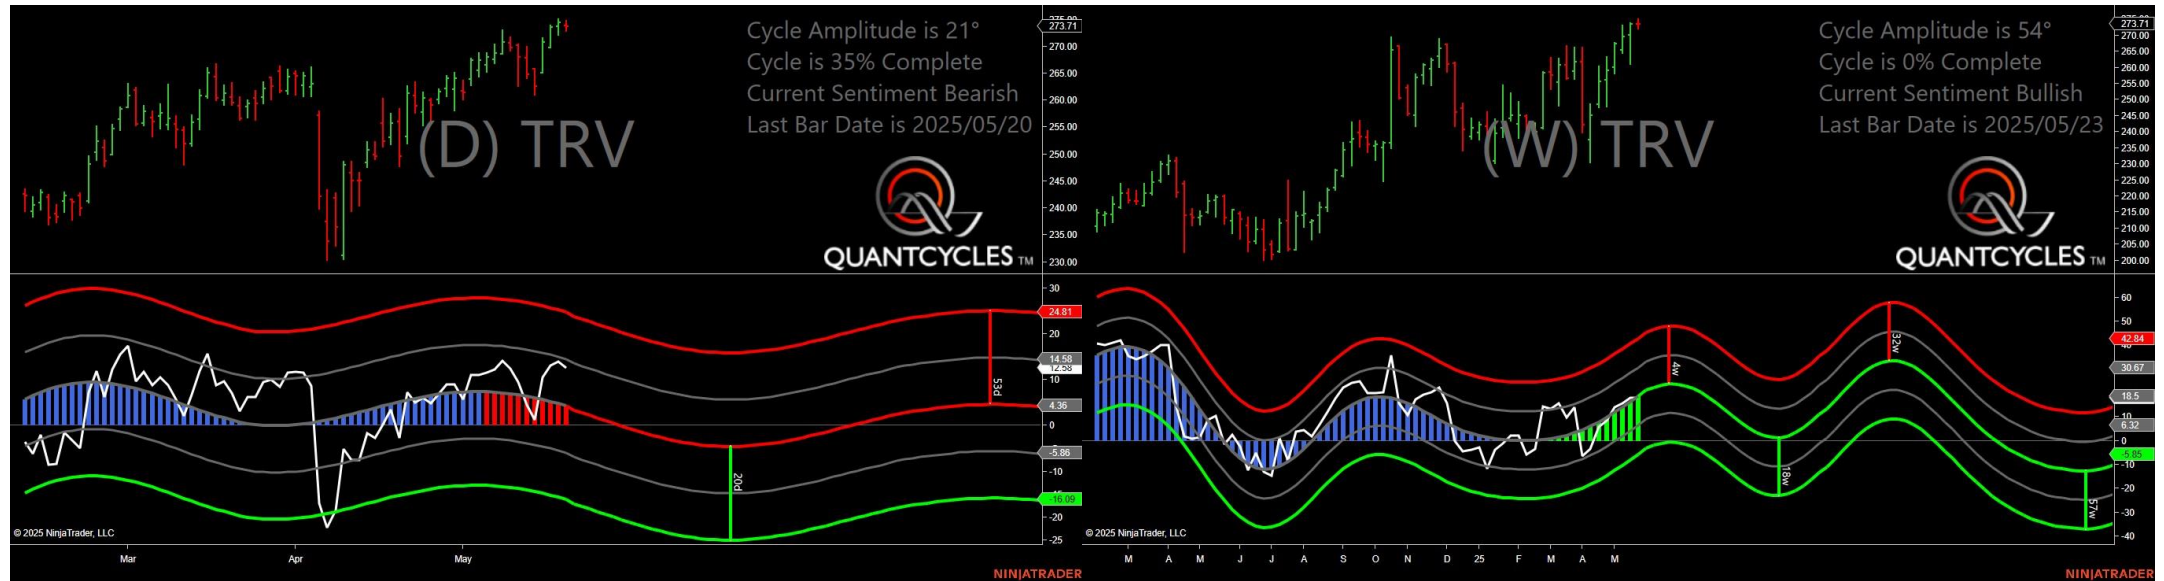 Cycle Amplitude is 21°
Cycle is 35% Complete
Current Sentiment Bearish
Last Bar Date is 2025/05/20
(D) TRV
QUANTCYCLES TM
273.71
270.00
265.00
260.00
255.00
250.00
245.00
240.00
235.00
230.00
30
24.81
20
14.58
12.58
10
4.36
0
-5.86
-10
-16.09
-20
-25
53d
20d
© 2025 NinjaTrader, LLC
Mar Apr May
NINJATRADER
Cycle Amplitude is 54°
Cycle is 0% Complete
Current Sentiment Bullish
Last Bar Date is 2025/05/23
(W) TRV
QUANTCYCLES TM
273.71
270.00
265.00
260.00
255.00
250.00
245.00
240.00
235.00
230.00
225.00
220.00
215.00
210.00
205.00
200.00
60
50
42.84
30.67
18.5
10
6.32
0
-5.85
-10
-20
-30
-40
4w
18w
32w
57w
© 2025 NinjaTrader, LLC
M A M J J A S O N D 25 F M A M
NINJATRADER